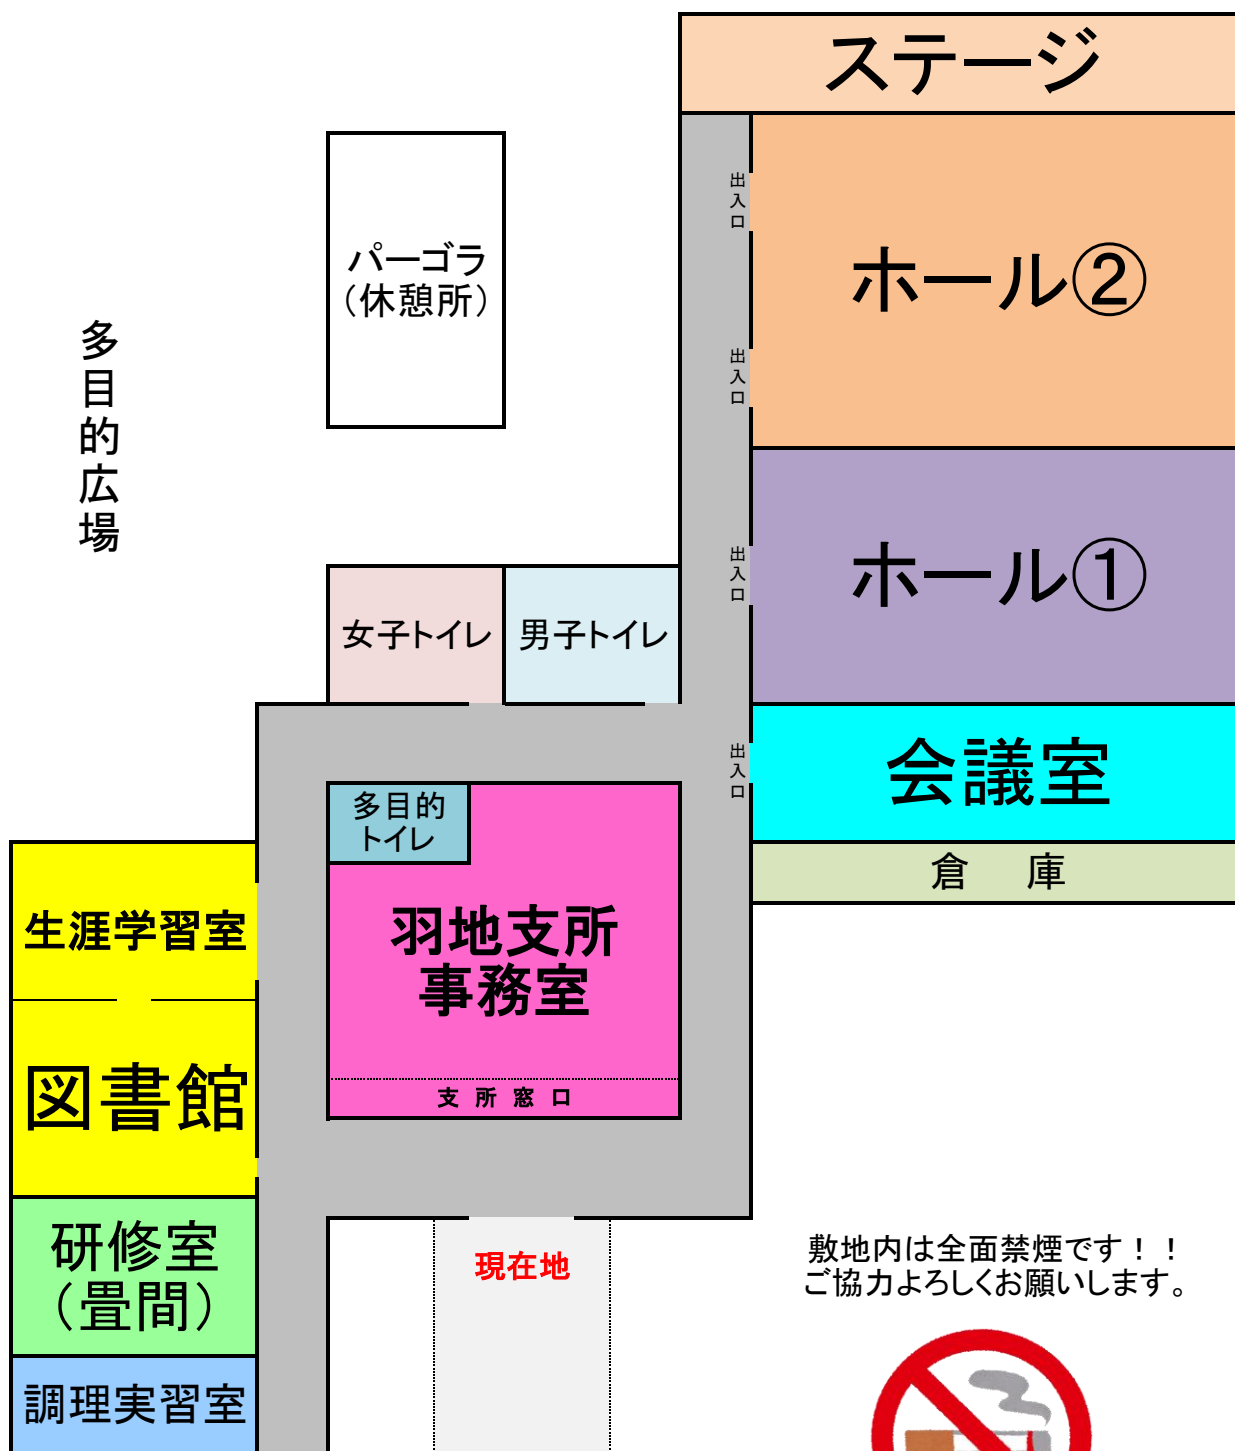 ステージ
出入口
ホール②
パーゴラ
（休憩所）
出入口
多目的広場
出入口
ホール①
女子トイレ
男子トイレ
出入口
会議室
多目的
トイレ
倉　庫
生涯学習室
羽地支所
事務室
図書館
支所窓口
研修室
（畳間）
現在地
敷地内は全面禁煙です！！
ご協力よろしくお願いします。
調理実習室